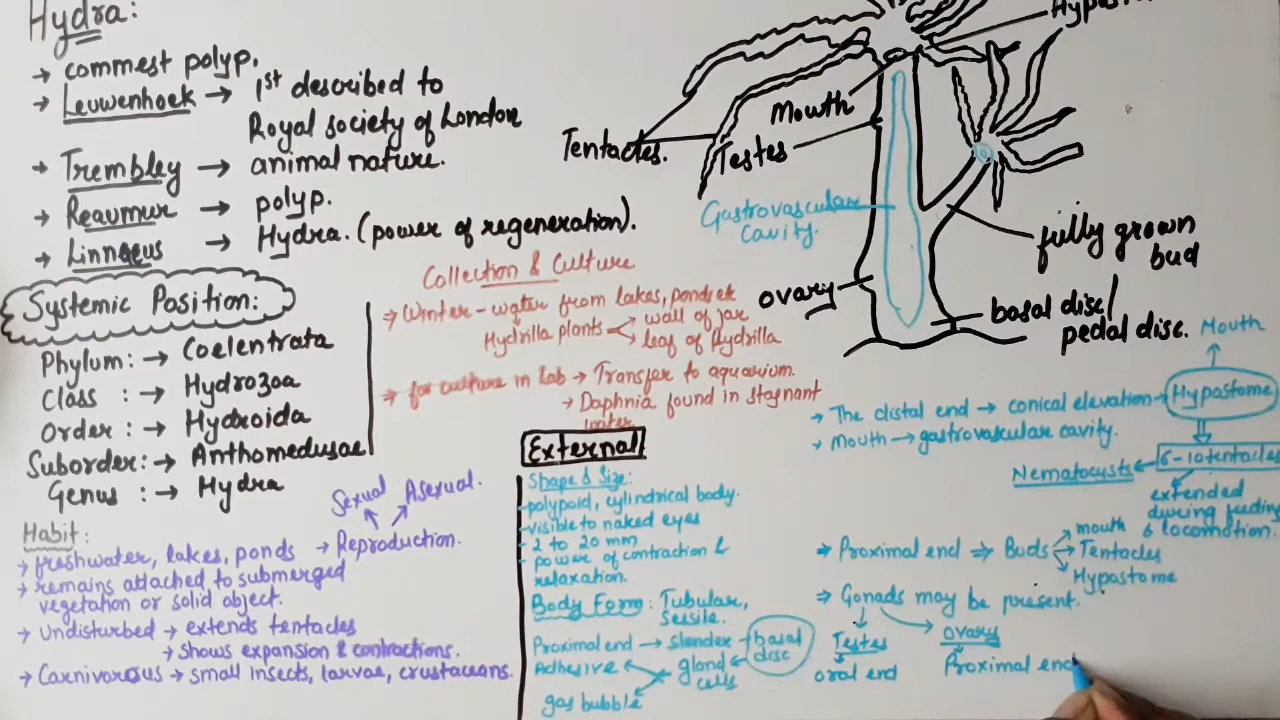 Hydra:
→ commest polyp.
→ Leuwenhoek → 1st described to
Royal society of London
→ Trembley → animal nature.
→ Reaumur → polyp.
→ Linnaeus → Hydra. (power of regeneration).
Systemic Position:
Phylum: → Coelentrata
Class : → Hydrozoa
Order : → Hydroida
Suborder: → Anthomedusae
Genus : → Hydra
Collection & Culture
→ Winter - water from lakes, ponds etc
Hydrilla plants
wall of jar
leaf of Hydrilla
→ for culture in lab → Transfer to aquarium.
→ Daphnia found in stagnant
water
Tentacles.
Mouth
Testes
Gastrovascular
cavity.
ovary
fully grown
bud
basal disc/
pedal disc.
Habit:
→ freshwater, lakes, ponds
→ remains attached to submerged
vegetation or solid object.
→ Undisturbed → extends tentacles
→ Shows expansion & contractions.
→ Carnivorous → small insects, larvae, crustaceans.
Sexual
Asexual.
→ Reproduction.
External
Shape & Size:
- polypoid, cylindrical body.
- visible to naked eyes
- 2 to 20 mm
- power of contraction &
relaxation.
Body Form: Tubular,
Sessile.
Proximal end → slender → basal
disc
Adhesive
gland
cells
gas bubble
Mouth
→ The distal end → conical elevation → Hypostome
→ Mouth → gastrovascular cavity.
Nematocysts
6-10 tentacles
extended
during feeding
& locomotion.
→ Proximal end ⇒ Buds
mouth
Tentacles
Hypostome
⇒ Gonads may be present.
Testes
oral end
ovary
Proximal end